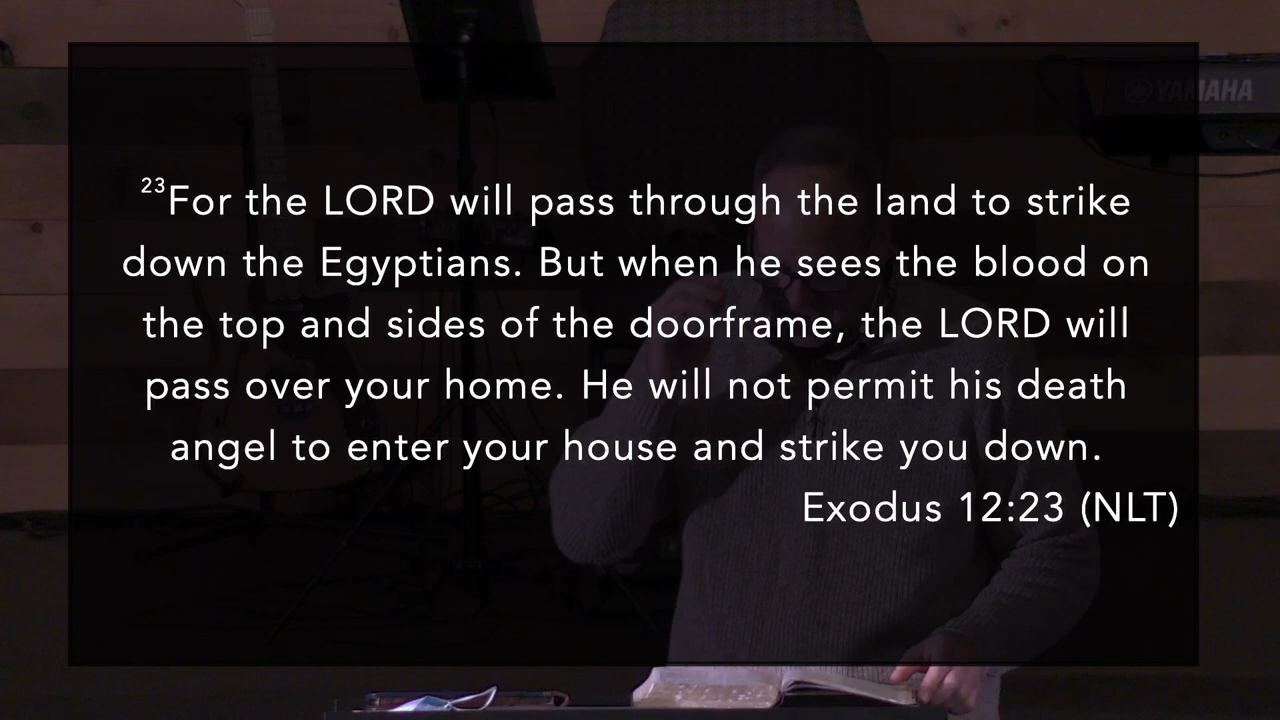 YAMAHA
23For the LORD will pass through the land to strike
down the Egyptians. But when he sees the blood on
the top and sides of the doorframe, the LORD will
pass over your home. He will not permit his death
angel to enter your house and strike you down.
Exodus 12:23 (NLT)